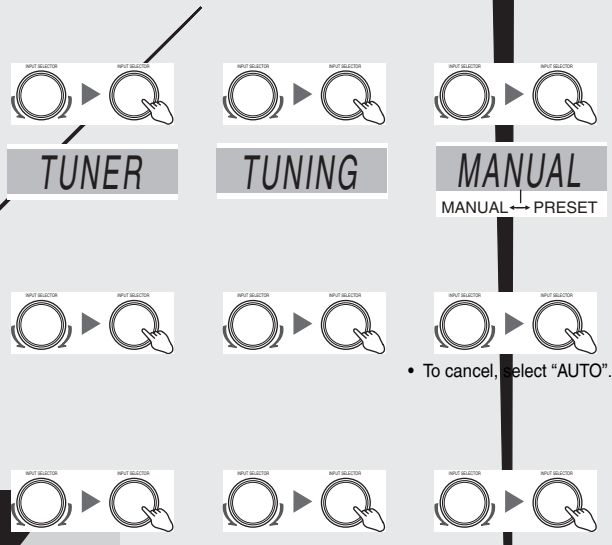 INPUT SELECTOR INPUT SELECTOR INPUT SELECTOR INPUT SELECTOR INPUT SELECTOR INPUT SELECTOR
TUNER TUNING MANUAL
MANUAL ↔ PRESET
INPUT SELECTOR INPUT SELECTOR INPUT SELECTOR INPUT SELECTOR INPUT SELECTOR INPUT SELECTOR
• To cancel, select “AUTO”.
INPUT SELECTOR INPUT SELECTOR INPUT SELECTOR INPUT SELECTOR INPUT SELECTOR INPUT SELECTOR